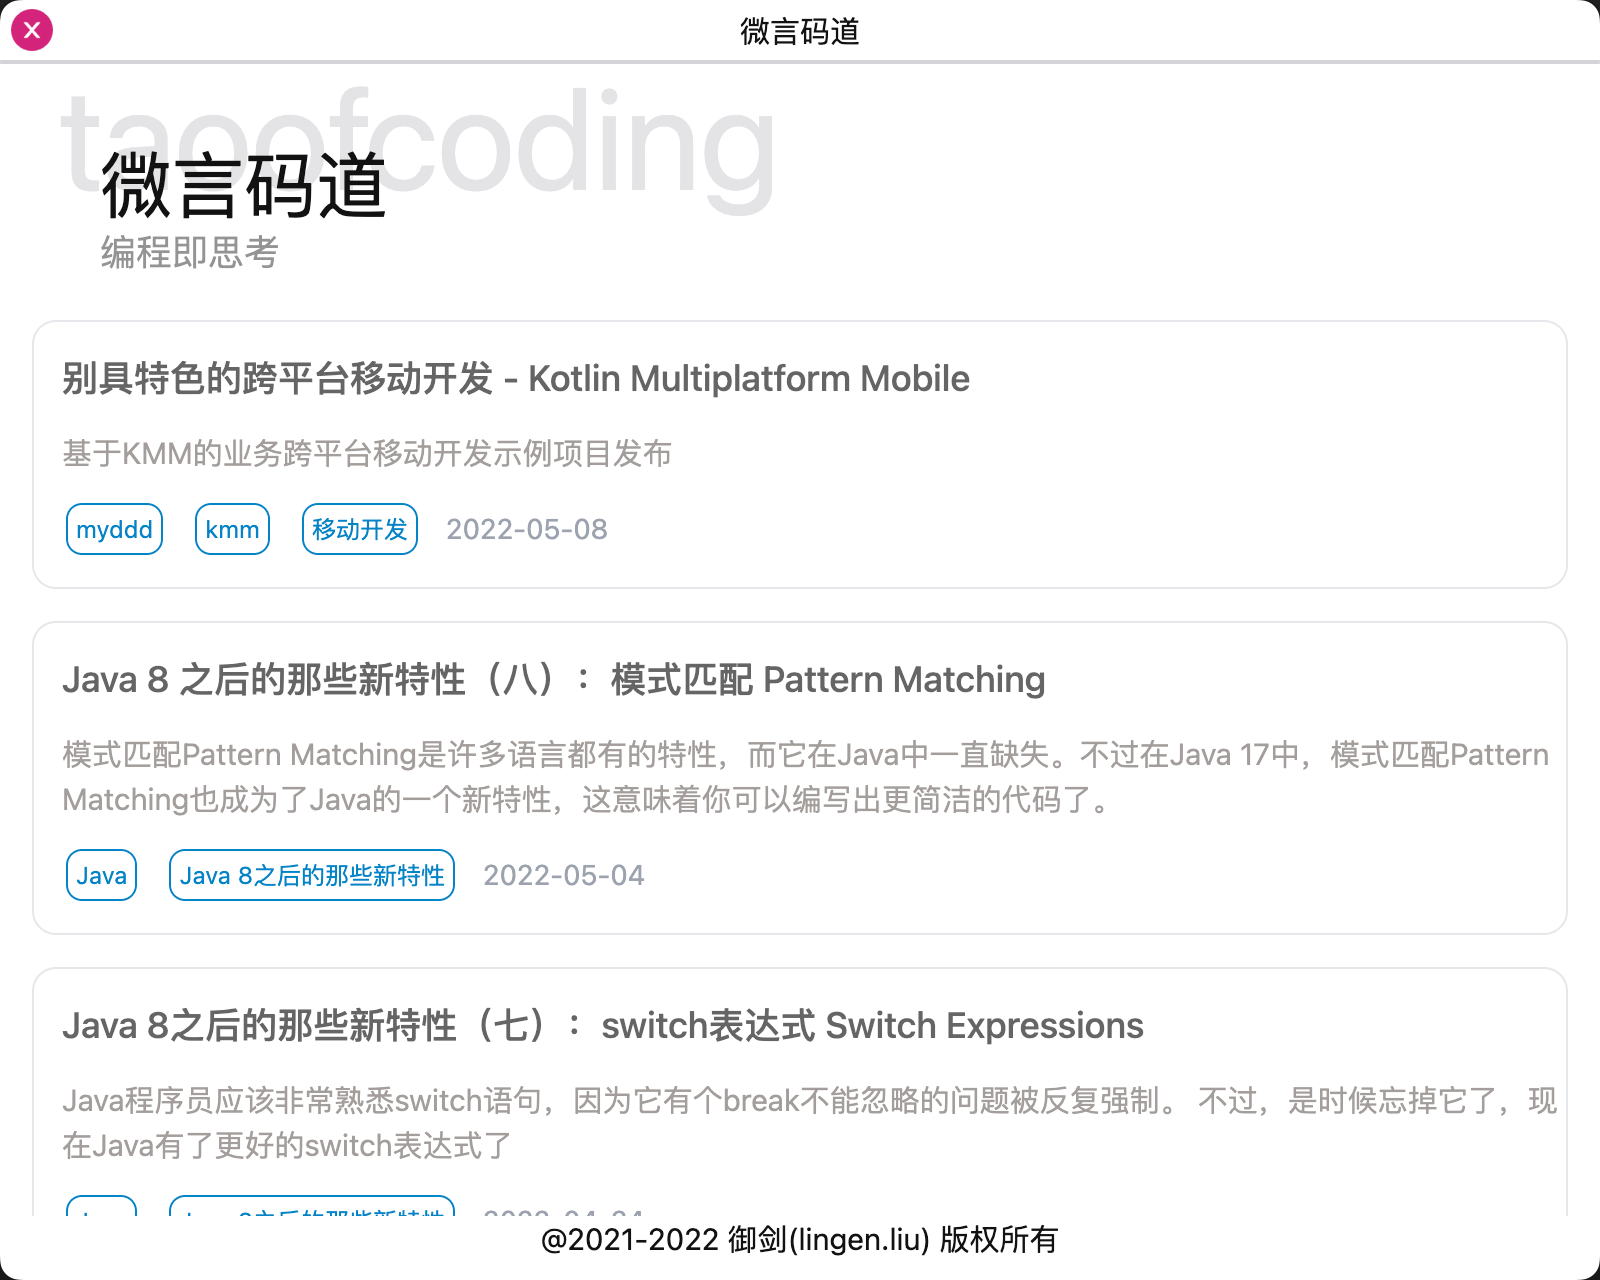 微言码道
taoofcoding
微言码道
编程即思考
别具特色的跨平台移动开发 - Kotlin Multiplatform Mobile
基于KMM的业务跨平台移动开发示例项目发布
myddd kmm 移动开发 2022-05-08
Java 8 之后的那些新特性（八）：模式匹配 Pattern Matching
模式匹配Pattern Matching是许多语言都有的特性，而它在Java中一直缺失。不过在Java 17中，模式匹配Pattern
Matching也成为了Java的一个新特性，这意味着你可以编写出更简洁的代码了。
Java Java 8之后的那些新特性 2022-05-04
Java 8之后的那些新特性（七）：switch表达式 Switch Expressions
Java程序员应该非常熟悉switch语句，因为它有个break不能忽略的问题被反复强制。 不过，是时候忘掉它了，现
在Java有了更好的switch表达式了
Java 8之后的那些新特性
@2021-2022 御剑(lingen.liu) 版权所有